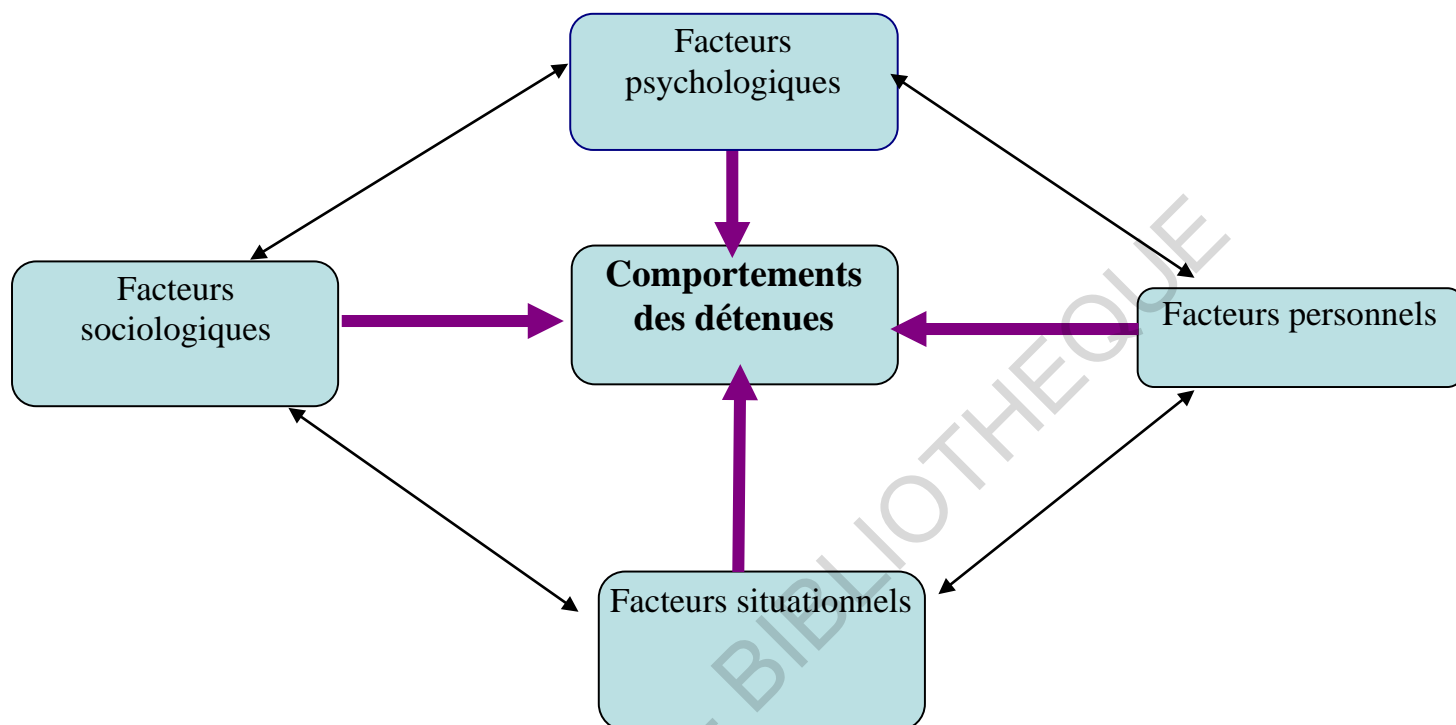 Facteurs
psychologiques
Facteurs
sociologiques
Comportements
des détenues
Facteurs personnels
Facteurs situationnels
BIBLIOTHEQUE